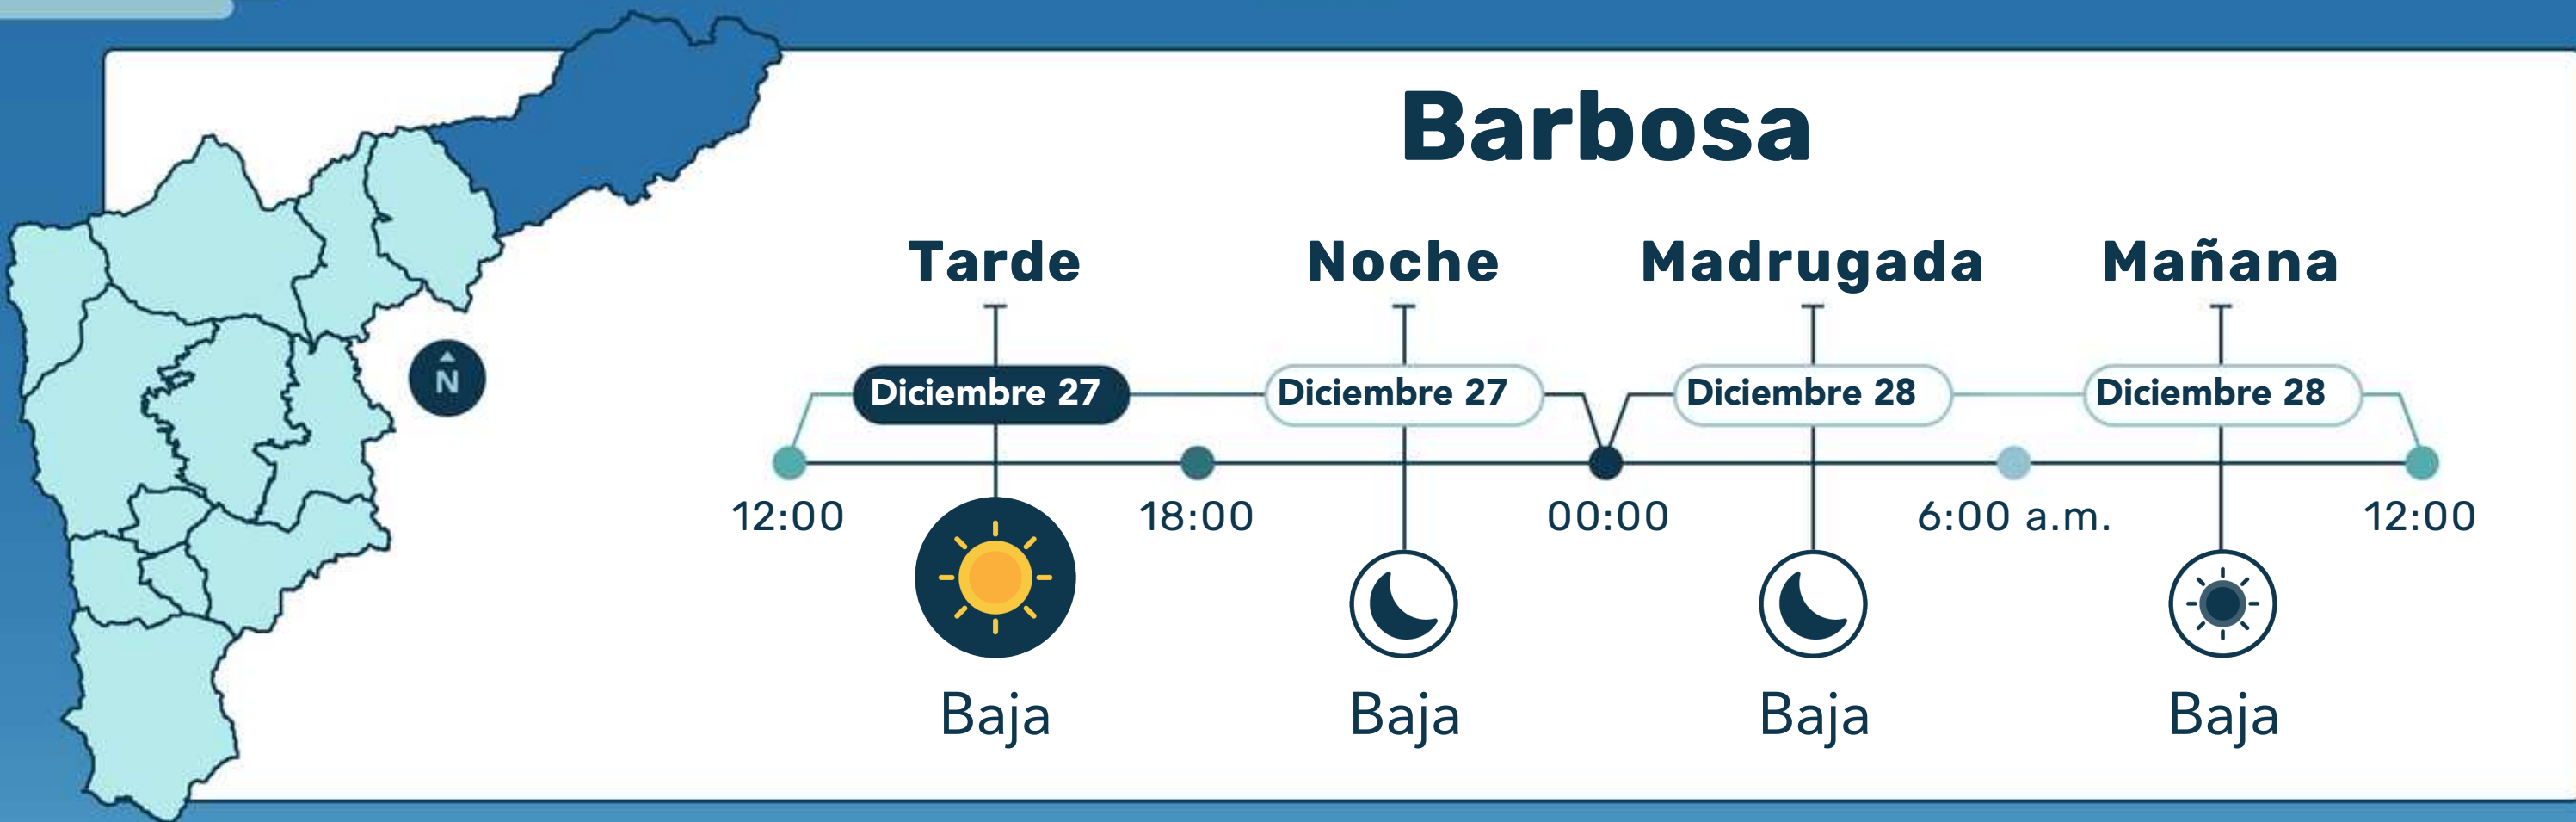 Barbosa
Tarde
Noche
Madrugada
Mañana
Diciembre 27
Diciembre 27
Diciembre 28
Diciembre 28
N
12:00
18:00
00:00
6:00 a.m.
12:00
Baja
Baja
Baja
Baja